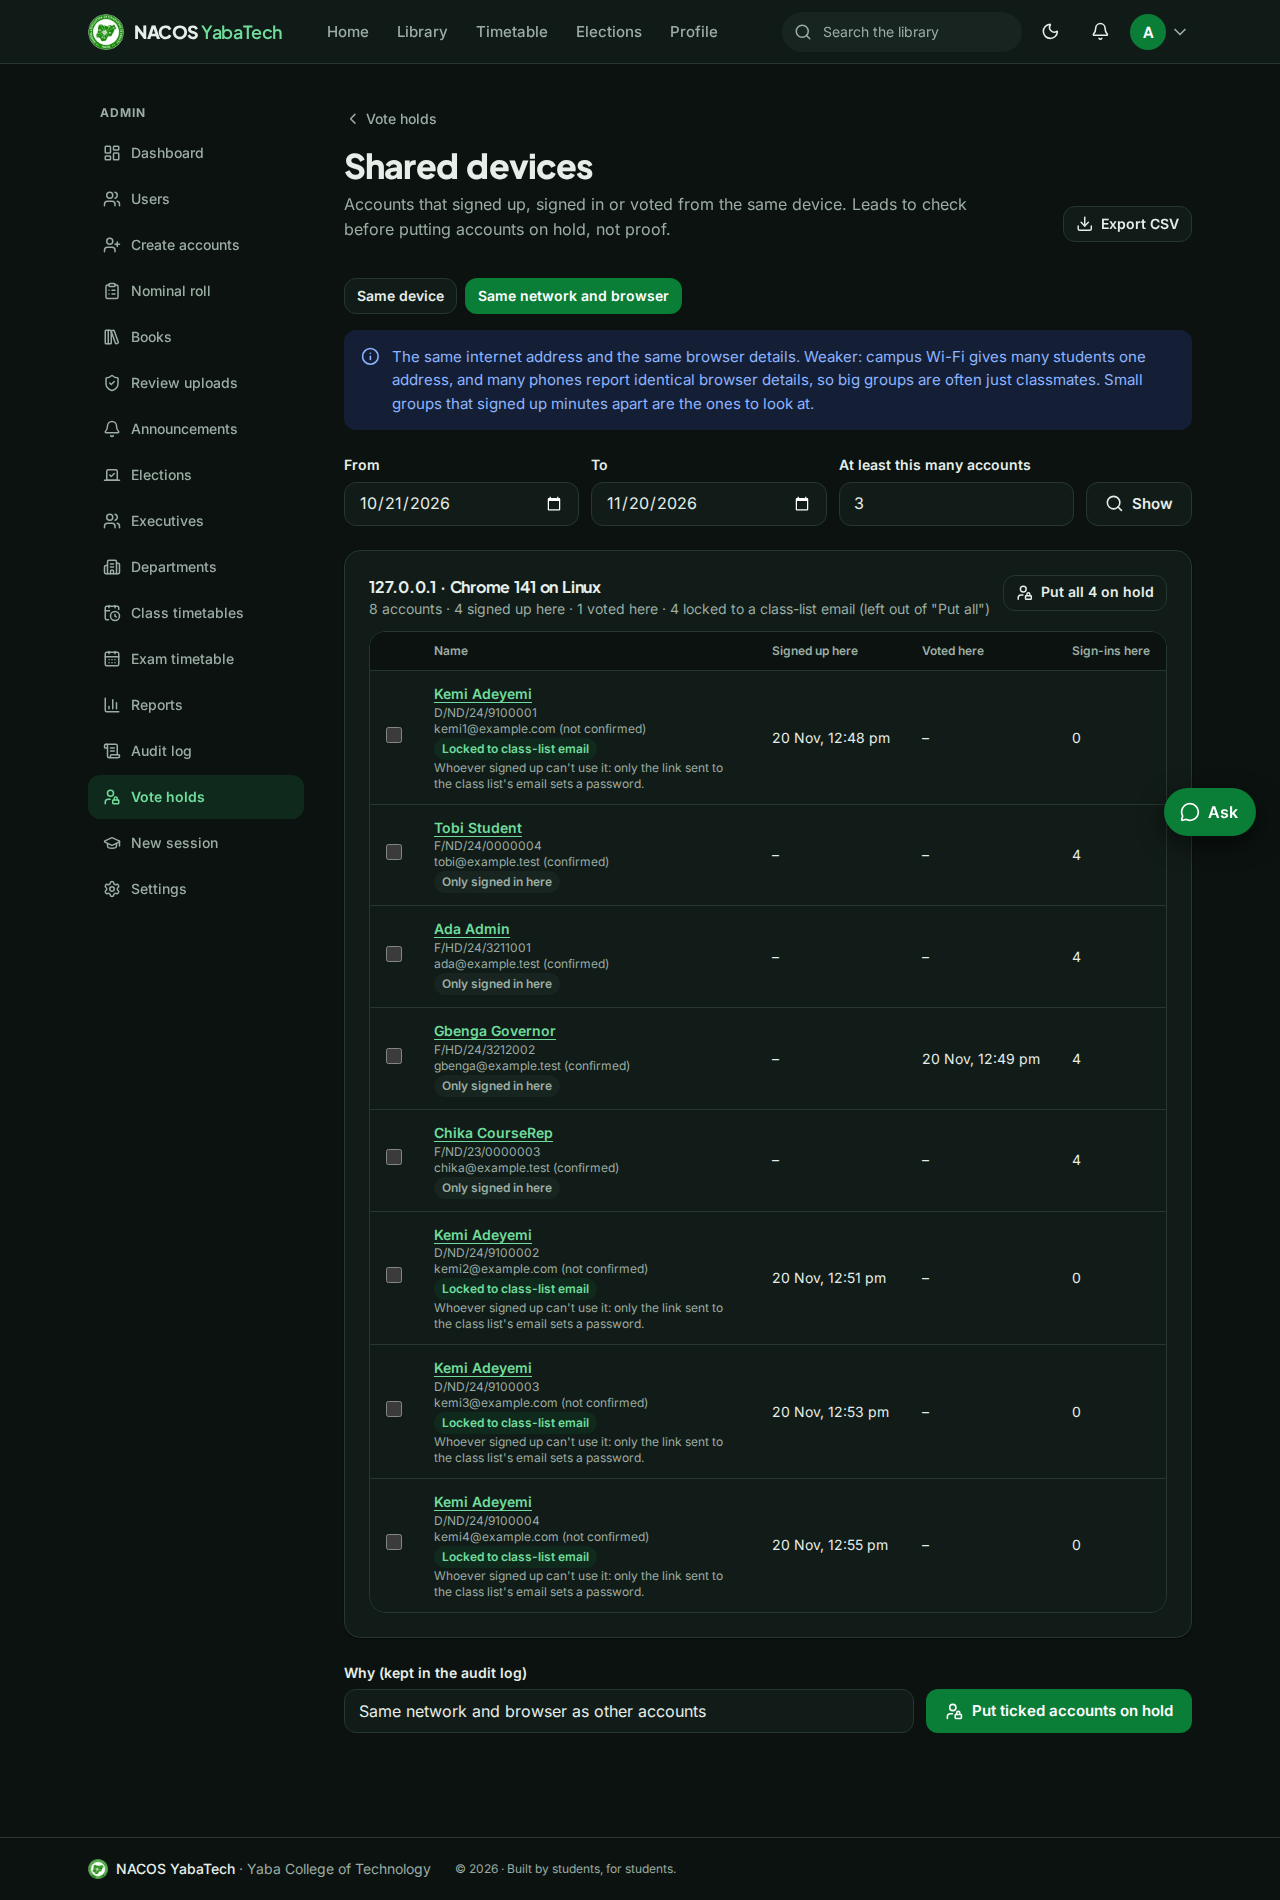 NACOS YabaTech
Home
Library
Timetable
Elections
Profile
Search the library
A
ADMIN
Dashboard
Users
Create accounts
Nominal roll
Books
Review uploads
Announcements
Elections
Executives
Departments
Class timetables
Exam timetable
Reports
Audit log
Vote holds
New session
Settings
Vote holds
Shared devices
Accounts that signed up, signed in or voted from the same device. Leads to check
before putting accounts on hold, not proof.
Export CSV
Same device
Same network and browser
The same internet address and the same browser details. Weaker: campus Wi-Fi gives many students one
address, and many phones report identical browser details, so big groups are often just classmates. Small
groups that signed up minutes apart are the ones to look at.
From
To
At least this many accounts
10/21/2026
11/20/2026
3
Show
127.0.0.1 · Chrome 141 on Linux
8 accounts · 4 signed up here · 1 voted here · 4 locked to a class-list email (left out of "Put all")
Put all 4 on hold
Name
Signed up here
Voted here
Sign-ins here
Kemi Adeyemi
D/ND/24/9100001
kemi1@example.com (not confirmed)
Locked to class-list email
Whoever signed up can't use it: only the link sent to
the class list's email sets a password.
20 Nov, 12:48 pm
–
0
Tobi Student
F/ND/24/0000004
tobi@example.test (confirmed)
Only signed in here
–
–
4
Ada Admin
F/HD/24/3211001
ada@example.test (confirmed)
Only signed in here
–
–
4
Gbenga Governor
F/HD/24/3212002
gbenga@example.test (confirmed)
Only signed in here
–
20 Nov, 12:49 pm
4
Chika CourseRep
F/ND/23/0000003
chika@example.test (confirmed)
Only signed in here
–
–
4
Kemi Adeyemi
D/ND/24/9100002
kemi2@example.com (not confirmed)
Locked to class-list email
Whoever signed up can't use it: only the link sent to
the class list's email sets a password.
20 Nov, 12:51 pm
–
0
Kemi Adeyemi
D/ND/24/9100003
kemi3@example.com (not confirmed)
Locked to class-list email
Whoever signed up can't use it: only the link sent to
the class list's email sets a password.
20 Nov, 12:53 pm
–
0
Kemi Adeyemi
D/ND/24/9100004
kemi4@example.com (not confirmed)
Locked to class-list email
Whoever signed up can't use it: only the link sent to
the class list's email sets a password.
20 Nov, 12:55 pm
–
0
Ask
Why (kept in the audit log)
Same network and browser as other accounts
Put ticked accounts on hold
NACOS YabaTech · Yaba College of Technology
© 2026 · Built by students, for students.